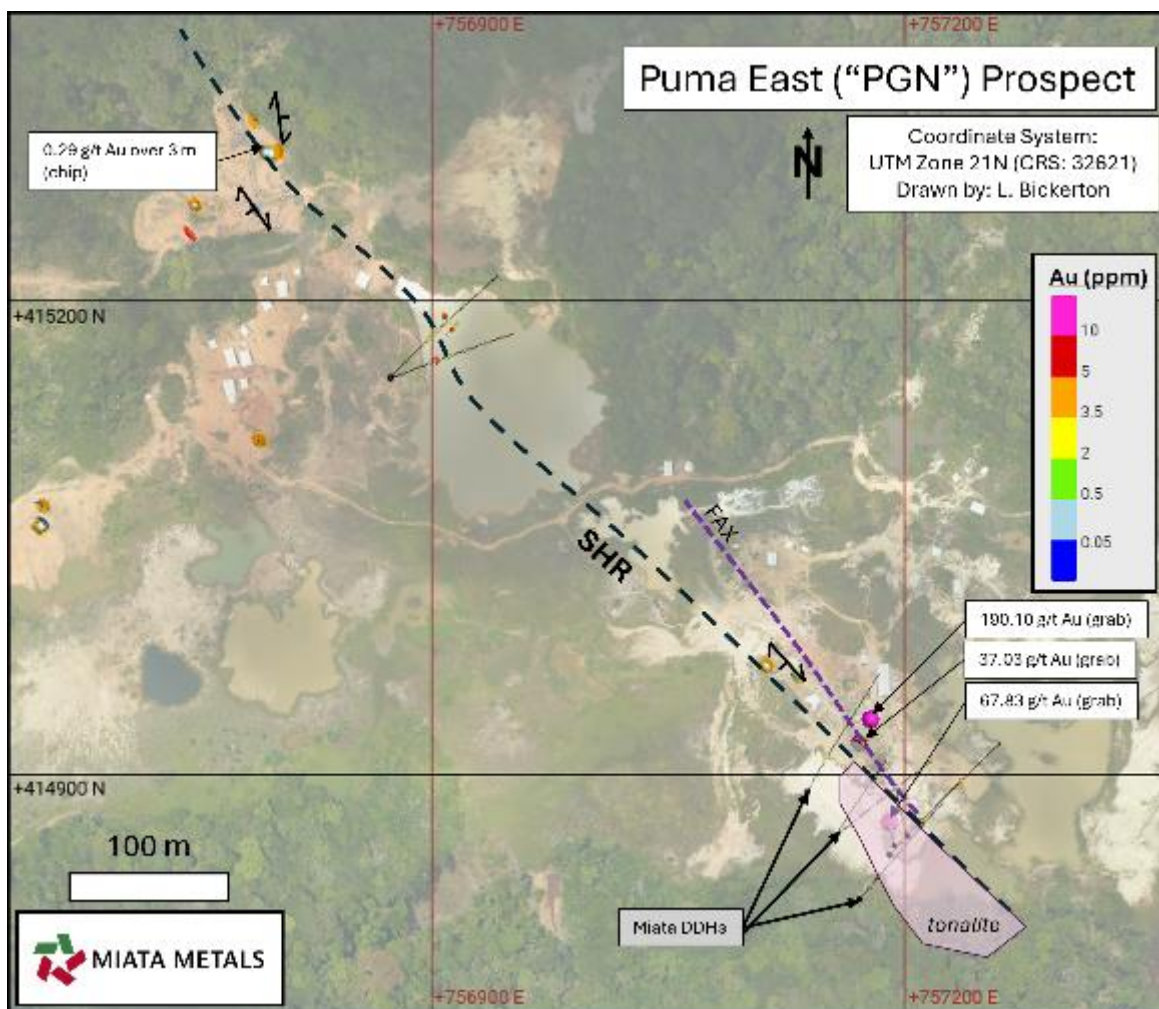 +756900 E
+757200 E
Puma East ("PGN") Prospect
N
Coordinate System:
UTM Zone 21N (CRS: 32621)
Drawn by: L. Bickerton
0.29 g/t Au over 3 m
(chip)
+415200 N
Au (ppm)
10
5
3.5
2
0.5
0.05
FAX
SHR
190.10 g/t Au (grab)
37.03 g/t Au (grab)
67.83 g/t Au (grab)
+414900 N
100 m
Miata DDHs
tonalite
MIATA METALS
+756900 E
+757200 E